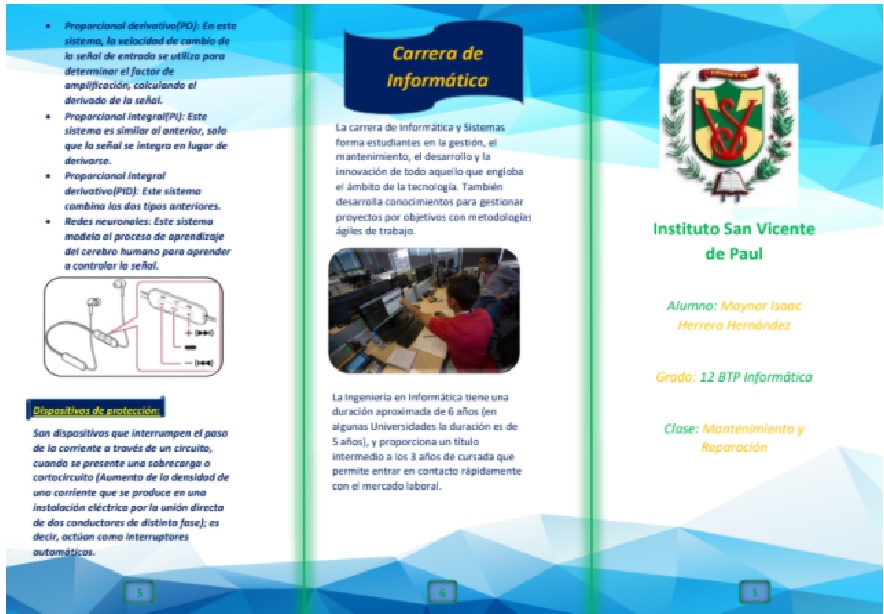 • Proporcional derivativo(PD): En este
sistema, la velocidad de cambio de
la señal de entrada se utiliza para
determinar el factor de
amplificación, calculando el
derivado de la señal.
• Proporcional integral(PI): Este
sistema es similar al anterior, solo
que la señal se integra en lugar de
derivarse.
• Proporcional integral
derivativo(PID): Este sistema
combina los dos tipos anteriores.
• Redes neuronales: Este sistema
modela al proceso de aprendizaje
del cerebro humano para aprender
a controlar la señal.
Dispositivos de protección:
Son dispositivos que interrumpen el paso
de la corriente a través de un circuito,
cuando se presente una sobrecarga o
cortocircuito (Aumento de la densidad de
una corriente que se produce en una
instalación eléctrica por la unión directa
de dos conductores de distinta fase); es
decir, actúan como interruptores
automáticos.
5
Carrera de
Informática
La carrera de Informática y Sistemas
forma estudiantes en la gestión, el
mantenimiento, el desarrollo y la
innovación de todo aquello que engloba
el ámbito de la tecnología. También
desarrolla conocimientos para gestionar
proyectos por objetivos con metodologías
ágiles de trabajo.
La Ingeniería en Informática tiene una
duración aproximada de 6 años (en
algunas Universidades la duración es de
5 años), y proporciona un título
intermedio a los 3 años de cursada que
permite entrar en contacto rápidamente
con el mercado laboral.
6
Instituto San Vicente
de Paul
Alumno: Maynor Isaac
Herrera Hernández
Grado: 12 BTP Informática
Clase: Mantenimiento y
Reparación
1